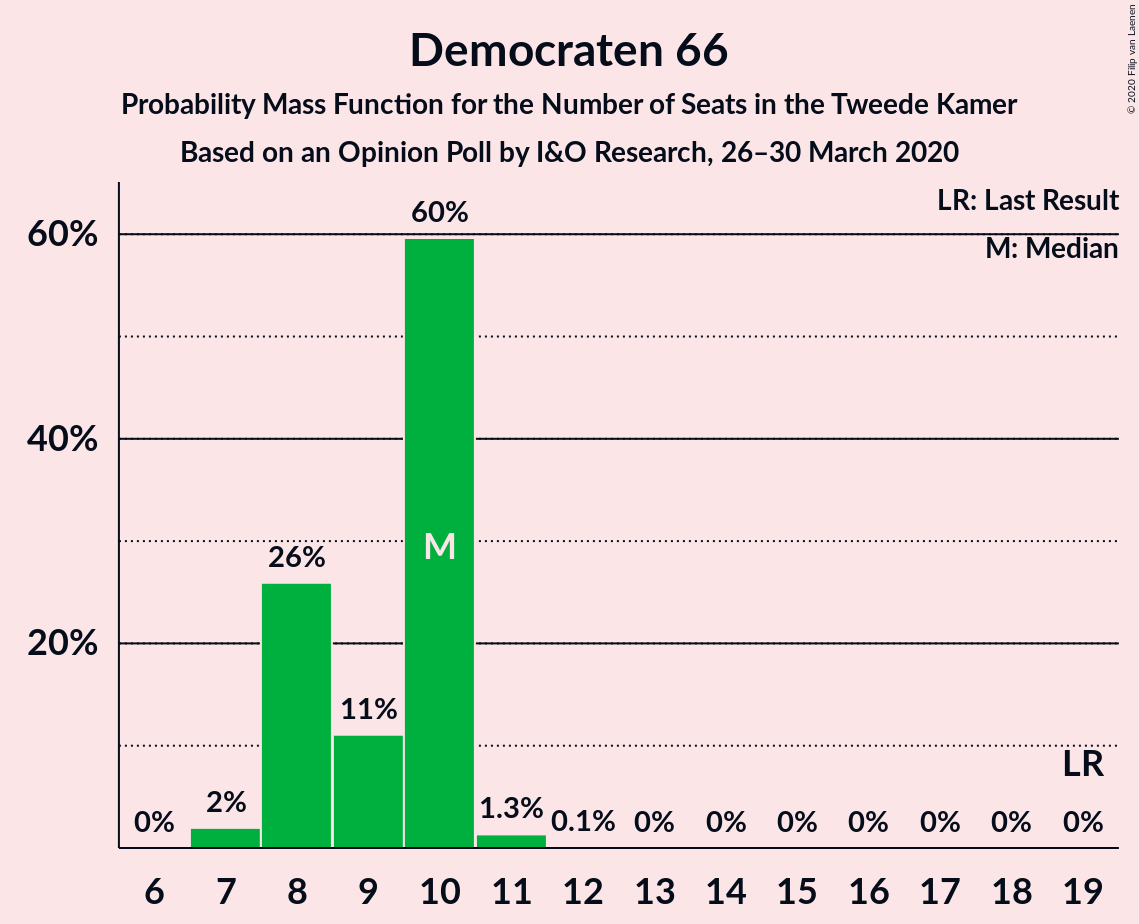 Democraten 66
Probability Mass Function for the Number of Seats in the Tweede Kamer
Based on an Opinion Poll by I&O Research, 26–30 March 2020
© 2020 Filip van Laenen
LR: Last Result
M: Median
60%
40%
20%
0%
2%
26%
11%
60%
M
1.3%
0.1%
0%
0%
0%
0%
0%
0%
LR
0%
6 7 8 9 10 11 12 13 14 15 16 17 18 19